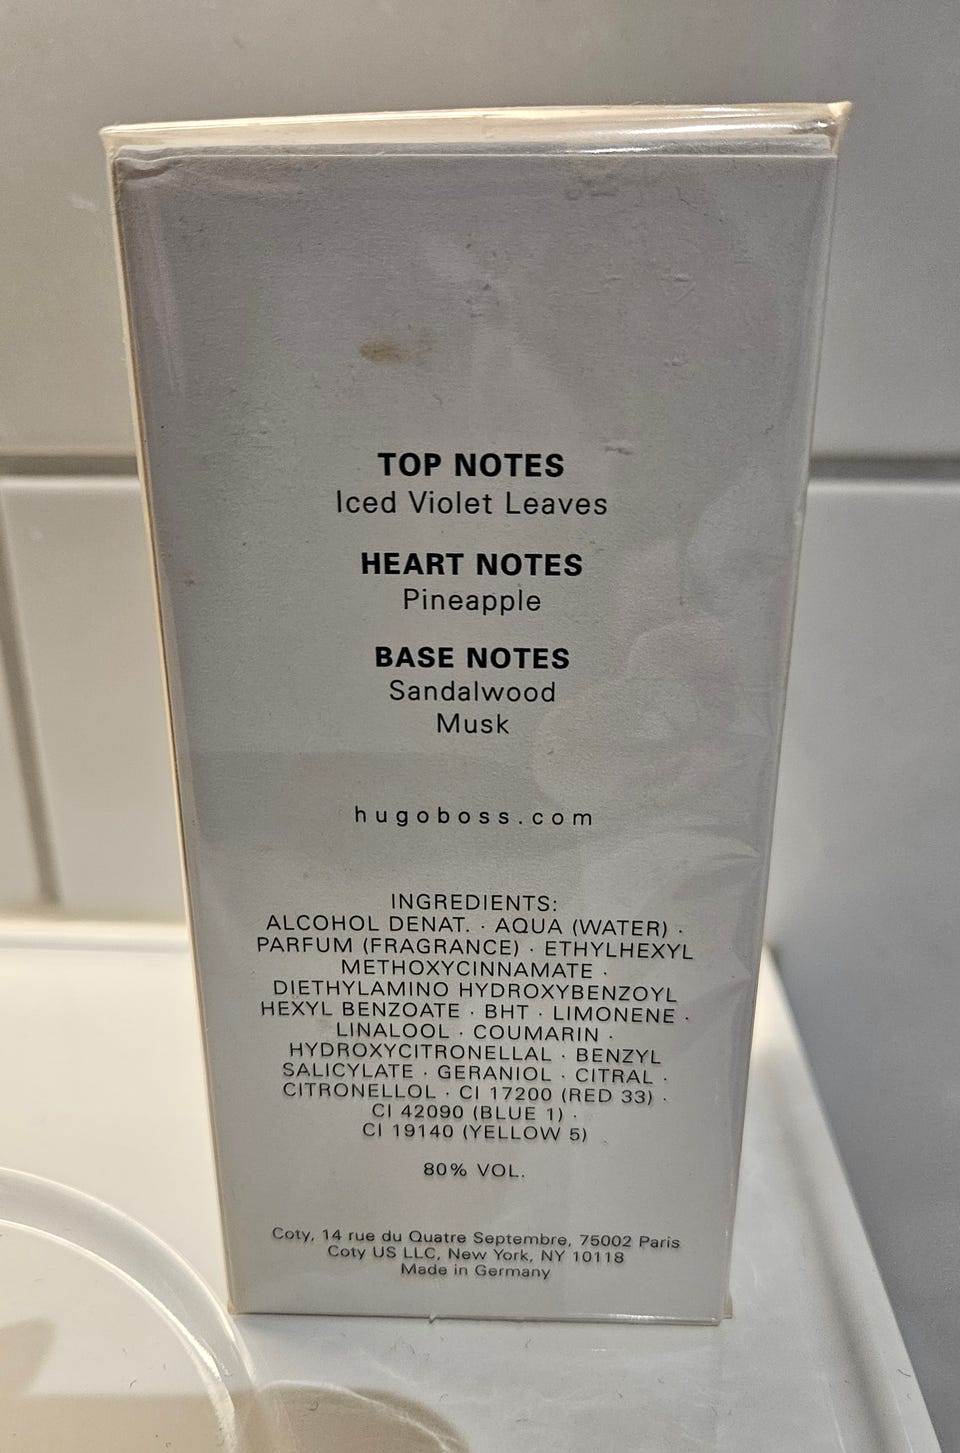 TOP NOTES
Iced Violet Leaves
HEART NOTES
Pineapple
BASE NOTES
Sandalwood
Musk
hugoboss.com
INGREDIENTS:
ALCOHOL DENAT. · AQUA (WATER) ·
PARFUM (FRAGRANCE) · ETHYLHEXYL
METHOXYCINNAMATE ·
DIETHYLAMINO HYDROXYBENZOYL
HEXYL BENZOATE · BHT · LIMONENE ·
LINALOOL · COUMARIN ·
HYDROXYCITRONELLAL · BENZYL
SALICYLATE · GERANIOL · CITRAL ·
CITRONELLOL · CI 17200 (RED 33) ·
CI 42090 (BLUE 1) ·
CI 19140 (YELLOW 5)
80% VOL.
Coty, 14 rue du Quatre Septembre, 75002 Paris
Coty US LLC, New York, NY 10118
Made in Germany